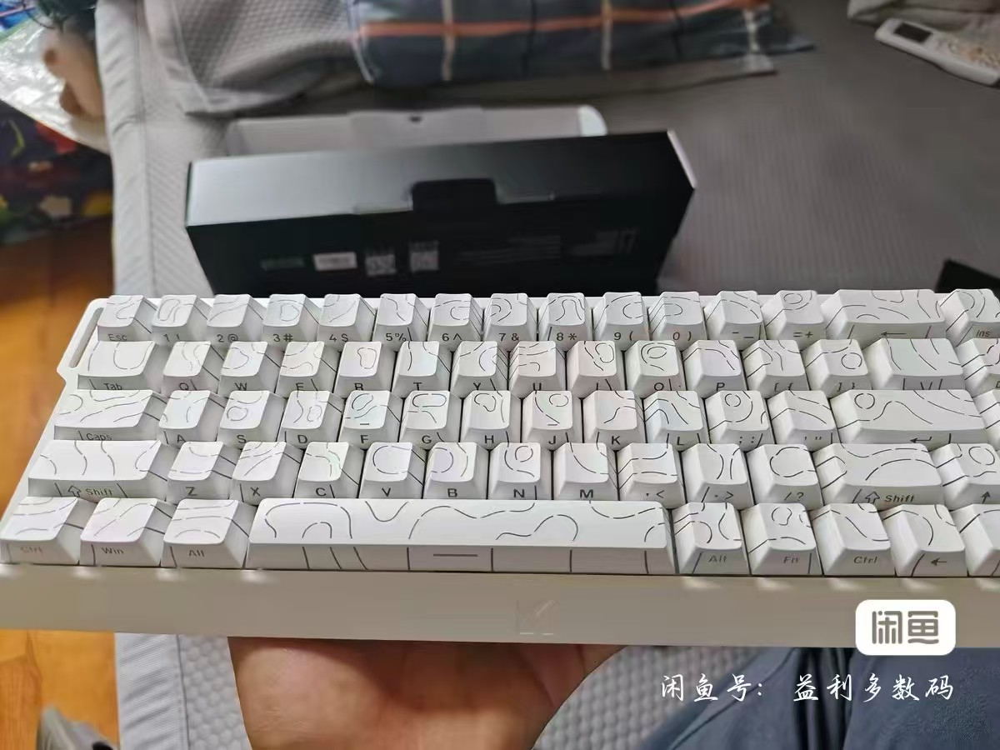 Esc 1! 2@ 3# 4$ 5% 6^ 7& 8* 9( 0) -_ =+ ← Ins
Tab Q W E R T Y U I O P [{ ]} \
Caps A S D F G H J K L ;: '" ↵
⇧ Shift Z X C V B N M ,< .> /? ⇧ Shift ↑
Ctrl Win Alt Alt Fn Ctrl ←
闲鱼
闲鱼号：益利多数码